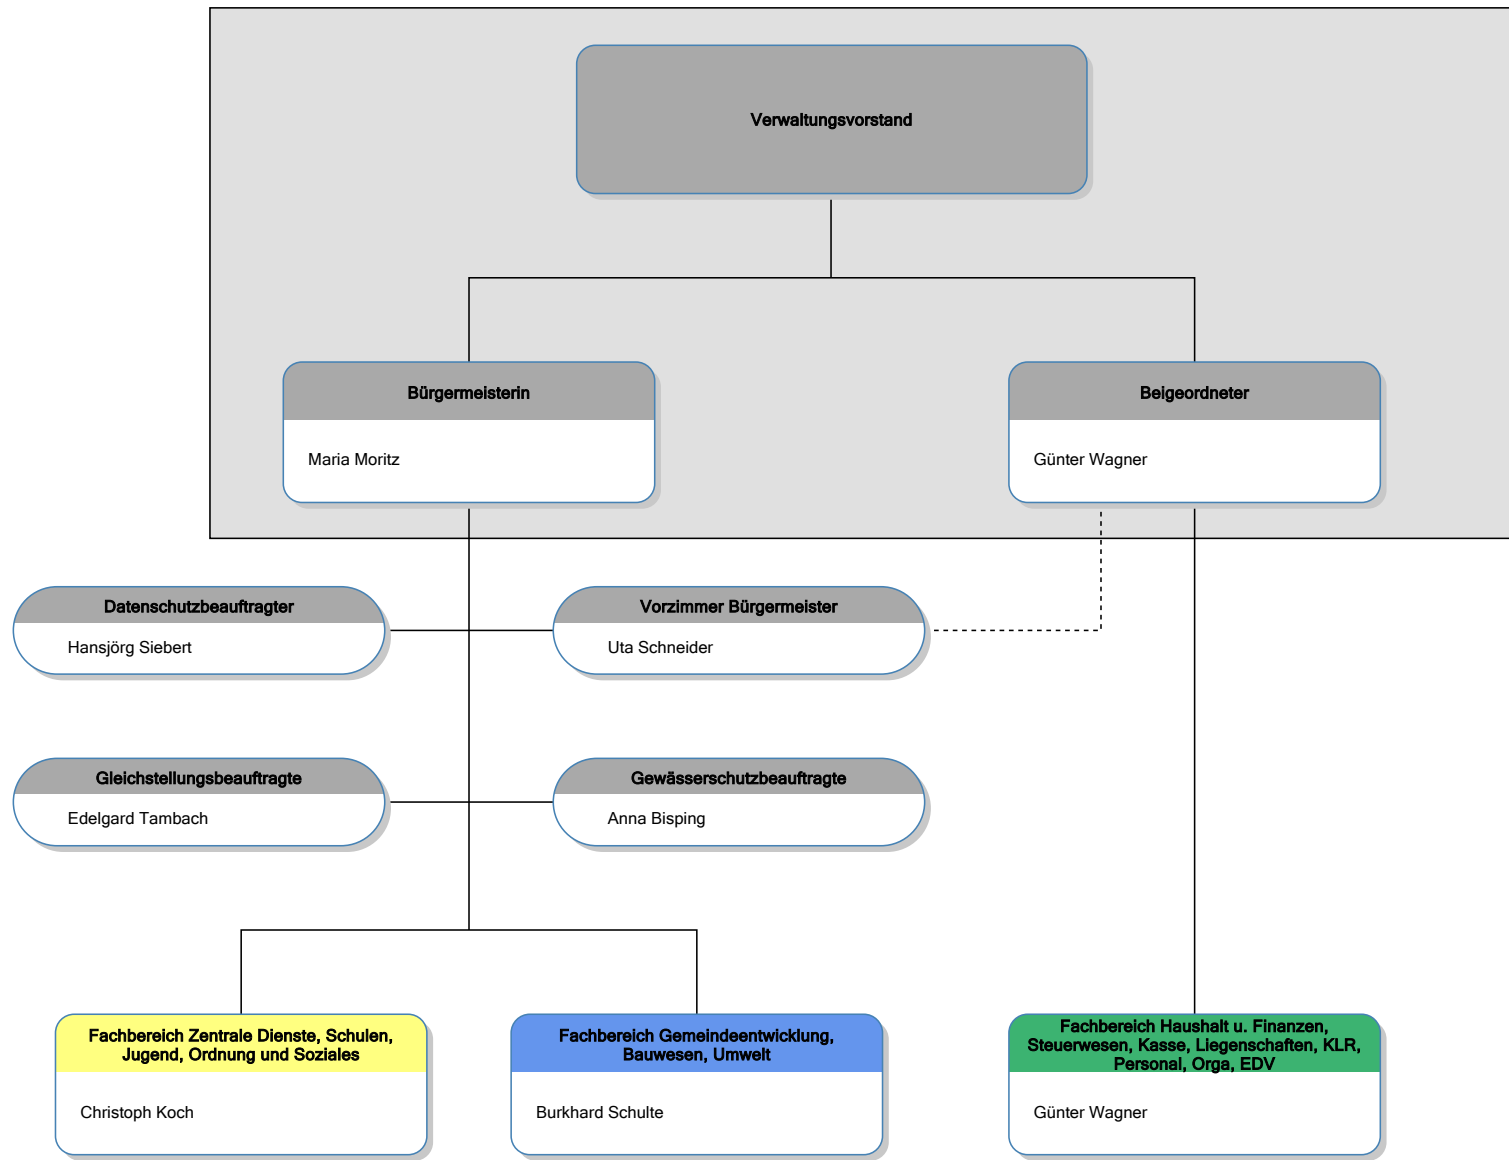 Verwaltungsvorstand
Bürgermeisterin
Maria Moritz
Beigeordneter
Günter Wagner
Datenschutzbeauftragter
Hansjörg Siebert
Vorzimmer Bürgermeister
Uta Schneider
Gleichstellungsbeauftragte
Edelgard Tambach
Gewässerschutzbeauftragte
Anna Bisping
Fachbereich Zentrale Dienste, Schulen,
Jugend, Ordnung und Soziales
Christoph Koch
Fachbereich Gemeindeentwicklung,
Bauwesen, Umwelt
Burkhard Schulte
Fachbereich Haushalt u. Finanzen,
Steuerwesen, Kasse, Liegenschaften, KLR,
Personal, Orga, EDV
Günter Wagner